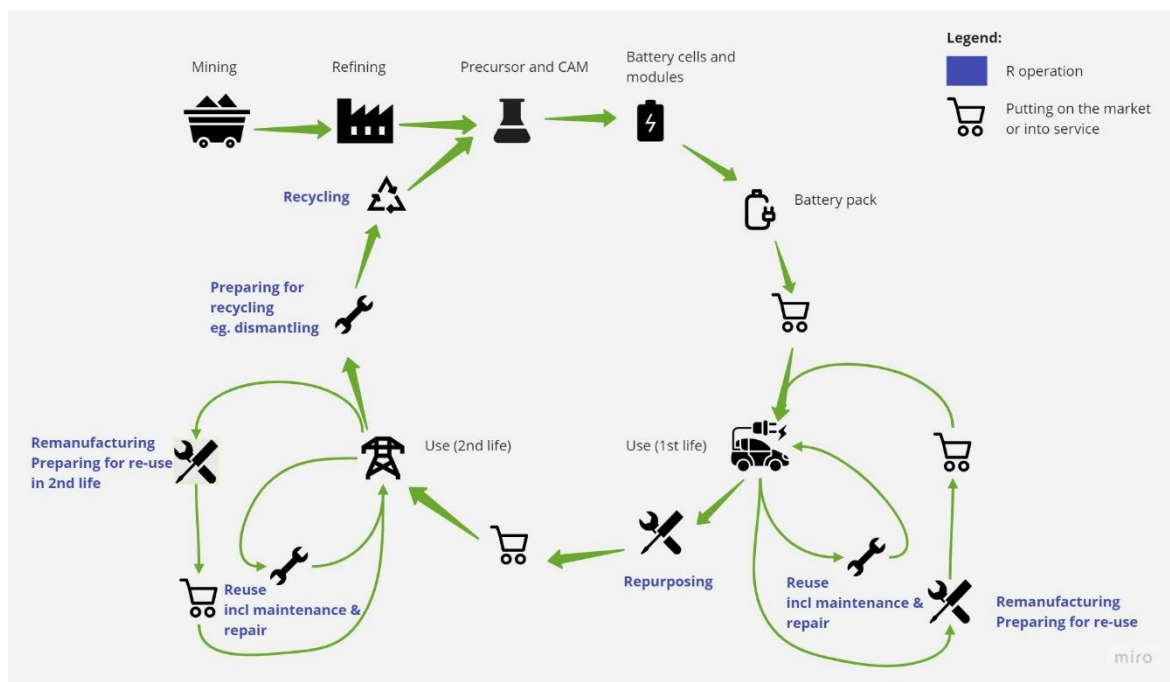 Legend:
R operation
Putting on the market
or into service
Mining
Refining
Precursor and CAM
Battery cells and
modules
Battery pack
Recycling
Preparing for
recycling
eg. dismantling
Remanufacturing
Preparing for re-use
in 2nd life
Use (2nd life)
Use (1st life)
Reuse
incl maintenance &
repair
Repurposing
Reuse
incl maintenance &
repair
Remanufacturing
Preparing for re-use
miro